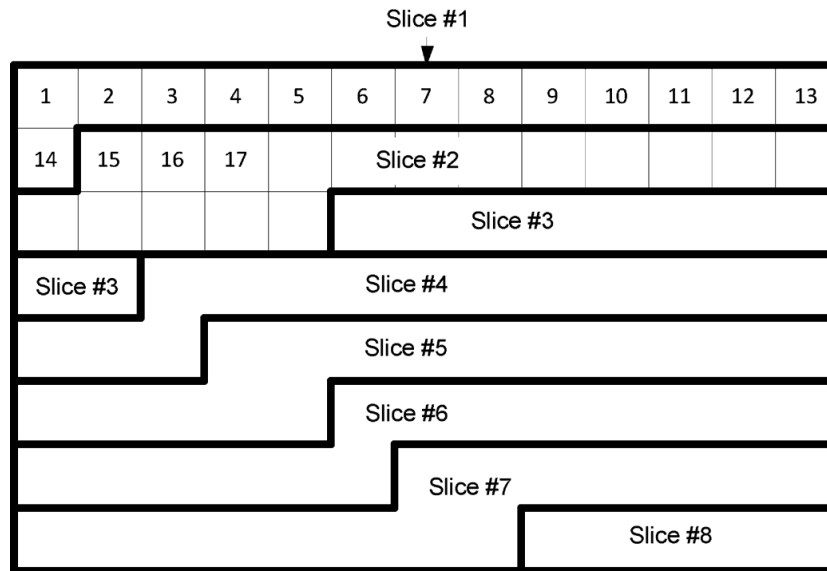 Slice #1
1 2 3 4 5 6 7 8 9 10 11 12 13
14 15 16 17 Slice #2
Slice #3
Slice #3 Slice #4
Slice #5
Slice #6
Slice #7
Slice #8